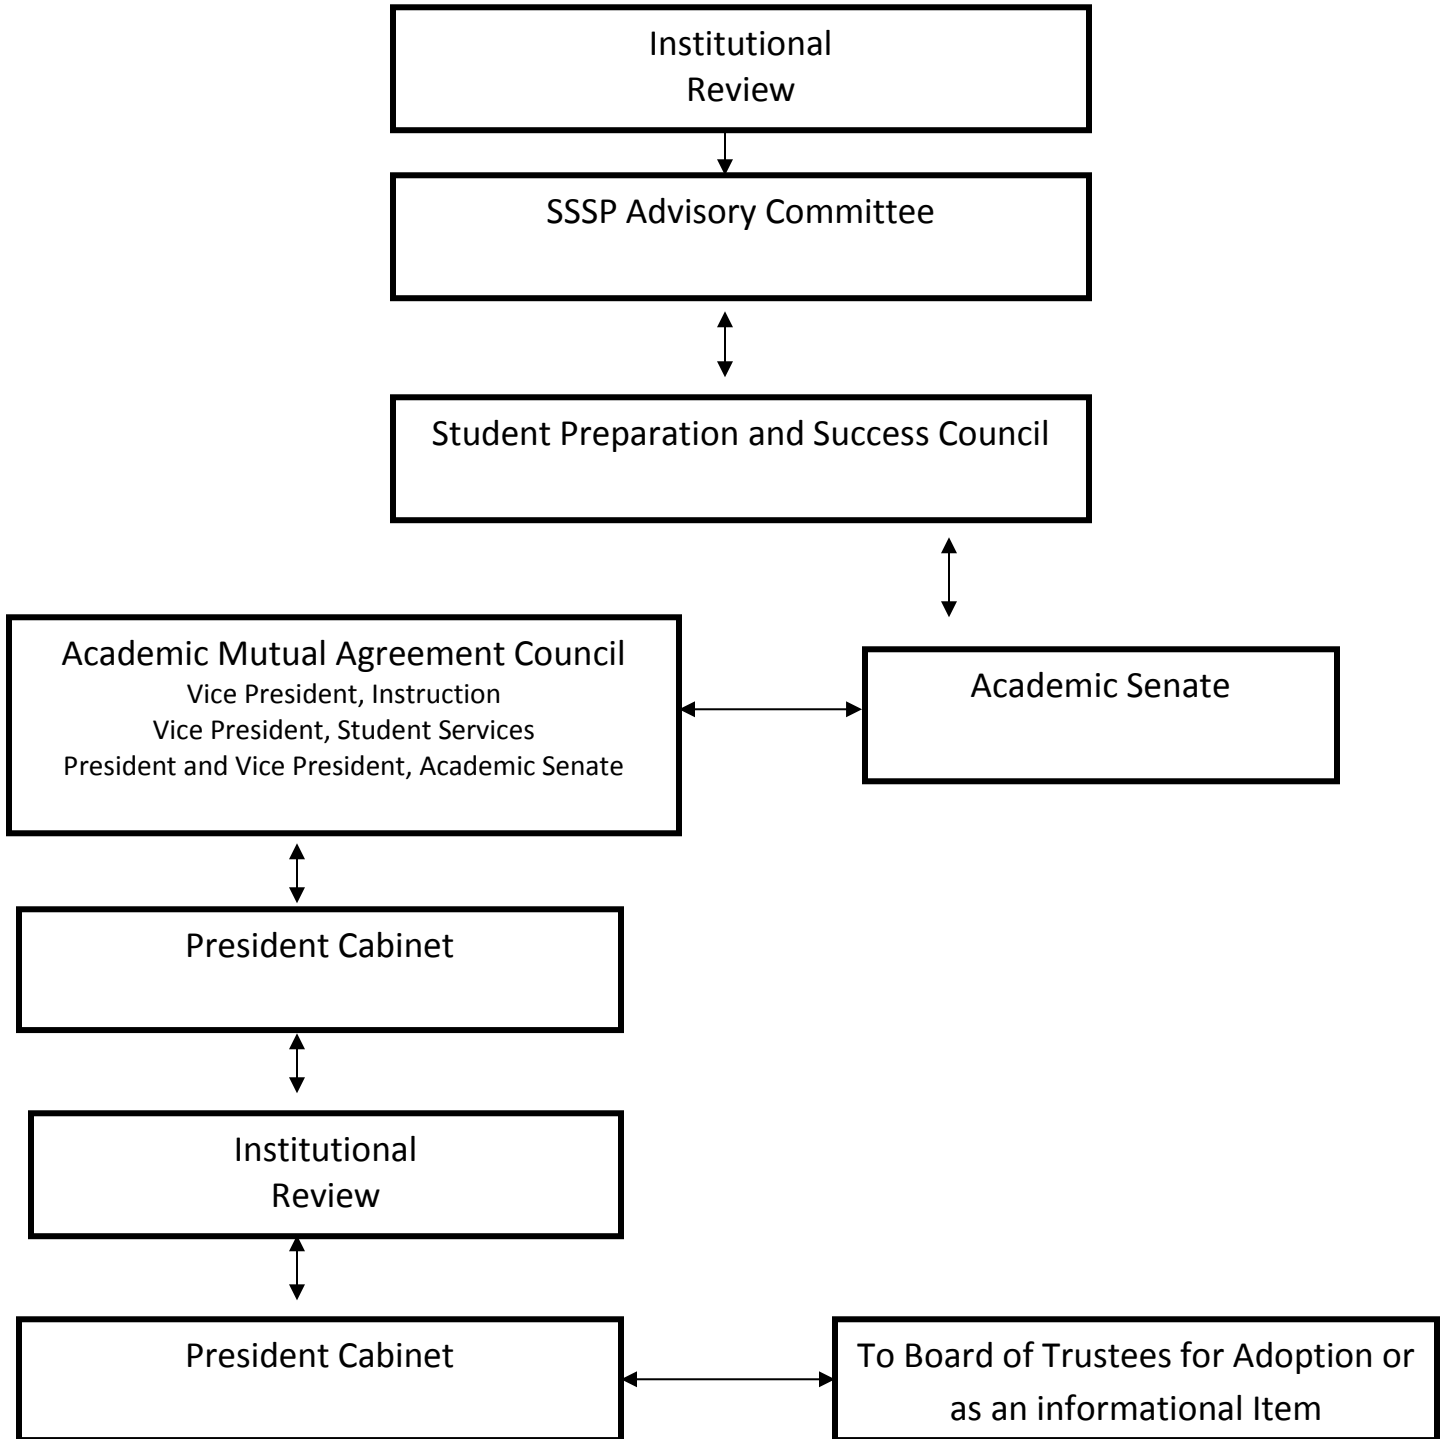 Institutional
Review
SSSP Advisory Committee
Student Preparation and Success Council
Academic Mutual Agreement Council
Vice President, Instruction
Vice President, Student Services
President and Vice President, Academic Senate
Academic Senate
President Cabinet
Institutional
Review
President Cabinet
To Board of Trustees for Adoption or
as an informational Item